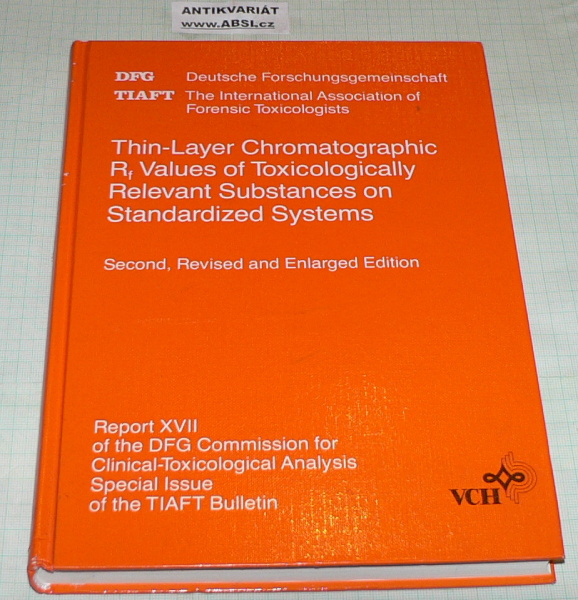 ANTIKVARIÁT
www.ABSL.cz
DFG Deutsche Forschungsgemeinschaft
TIAFT The International Association of
Forensic Toxicologists
Thin-Layer Chromatographic
Rf Values of Toxicologically
Relevant Substances on
Standardized Systems
Second, Revised and Enlarged Edition
Report XVII
of the DFG Commission for
Clinical-Toxicological Analysis
Special Issue
of the TIAFT Bulletin
VCH